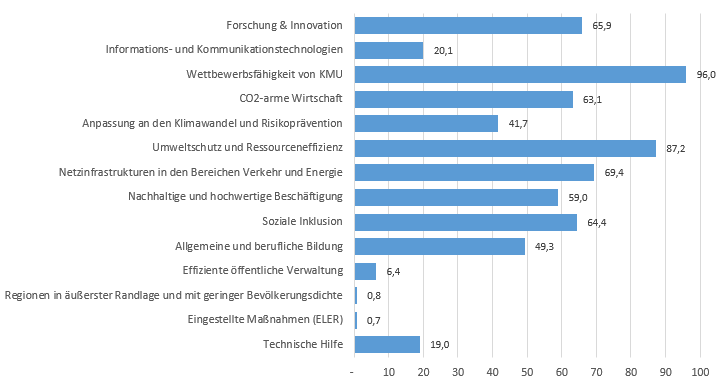 Forschung & Innovation 65,9
Informations- und Kommunikationstechnologien 20,1
Wettbewerbsfähigkeit von KMU 96,0
CO2-arme Wirtschaft 63,1
Anpassung an den Klimawandel und Risikoprävention 41,7
Umweltschutz und Ressourceneffizienz 87,2
Netzinfrastrukturen in den Bereichen Verkehr und Energie 69,4
Nachhaltige und hochwertige Beschäftigung 59,0
Soziale Inklusion 64,4
Allgemeine und berufliche Bildung 49,3
Effiziente öffentliche Verwaltung 6,4
Regionen in äußerster Randlage und mit geringer Bevölkerungsdichte 0,8
Eingestellte Maßnahmen (ELER) 0,7
Technische Hilfe 19,0
- 10 20 30 40 50 60 70 80 90 100